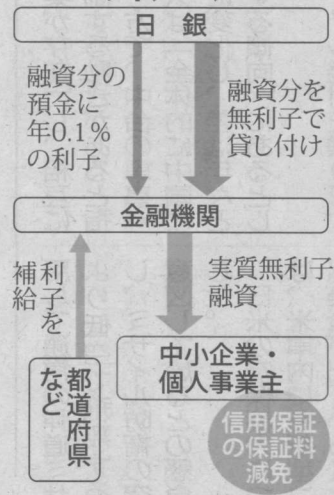 日銀
融資分の
預金に
年0.1%
の利子
融資分を
無利子で
貸し付け
金融機関
利子を
補給
実質無利子
融資
都道府県
など
中小企業・
個人事業主
信用保証
の保証料
減免